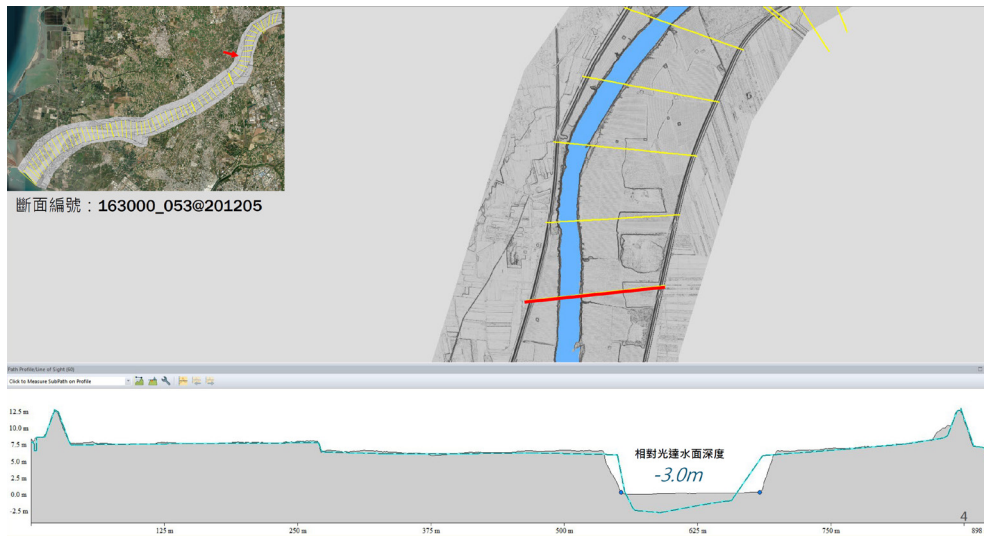 斷面編號：163000_053@201205
Path Profile/Line of Sight (60)
Click to Measure SubPath on Profile
12.5 m
10.0 m
7.5 m
5.0 m
2.5 m
0.0 m
-2.5 m
相對光達水面深度
-3.0m
4
125 m
250 m
375 m
500 m
625 m
750 m
898